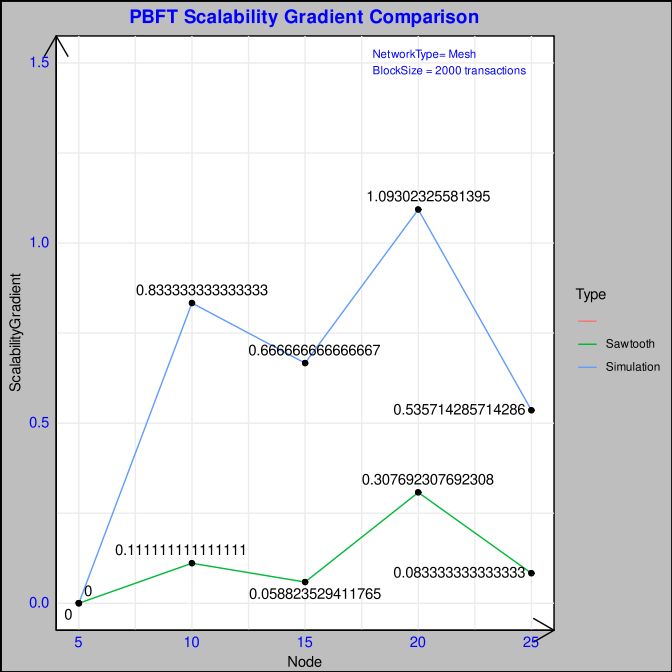 PBFT Scalability Gradient Comparison
NetworkType= Mesh
BlockSize = 2000 transactions
1.5
1.0
0.5
0.0
ScalabilityGradient
1.09302325581395
0.833333333333333
0.666666666666667
0.535714285714286
0.307692307692308
0.111111111111111
0.083333333333333
0.058823529411765
0
0
5
10
15
20
25
Node
Type
Sawtooth
Simulation